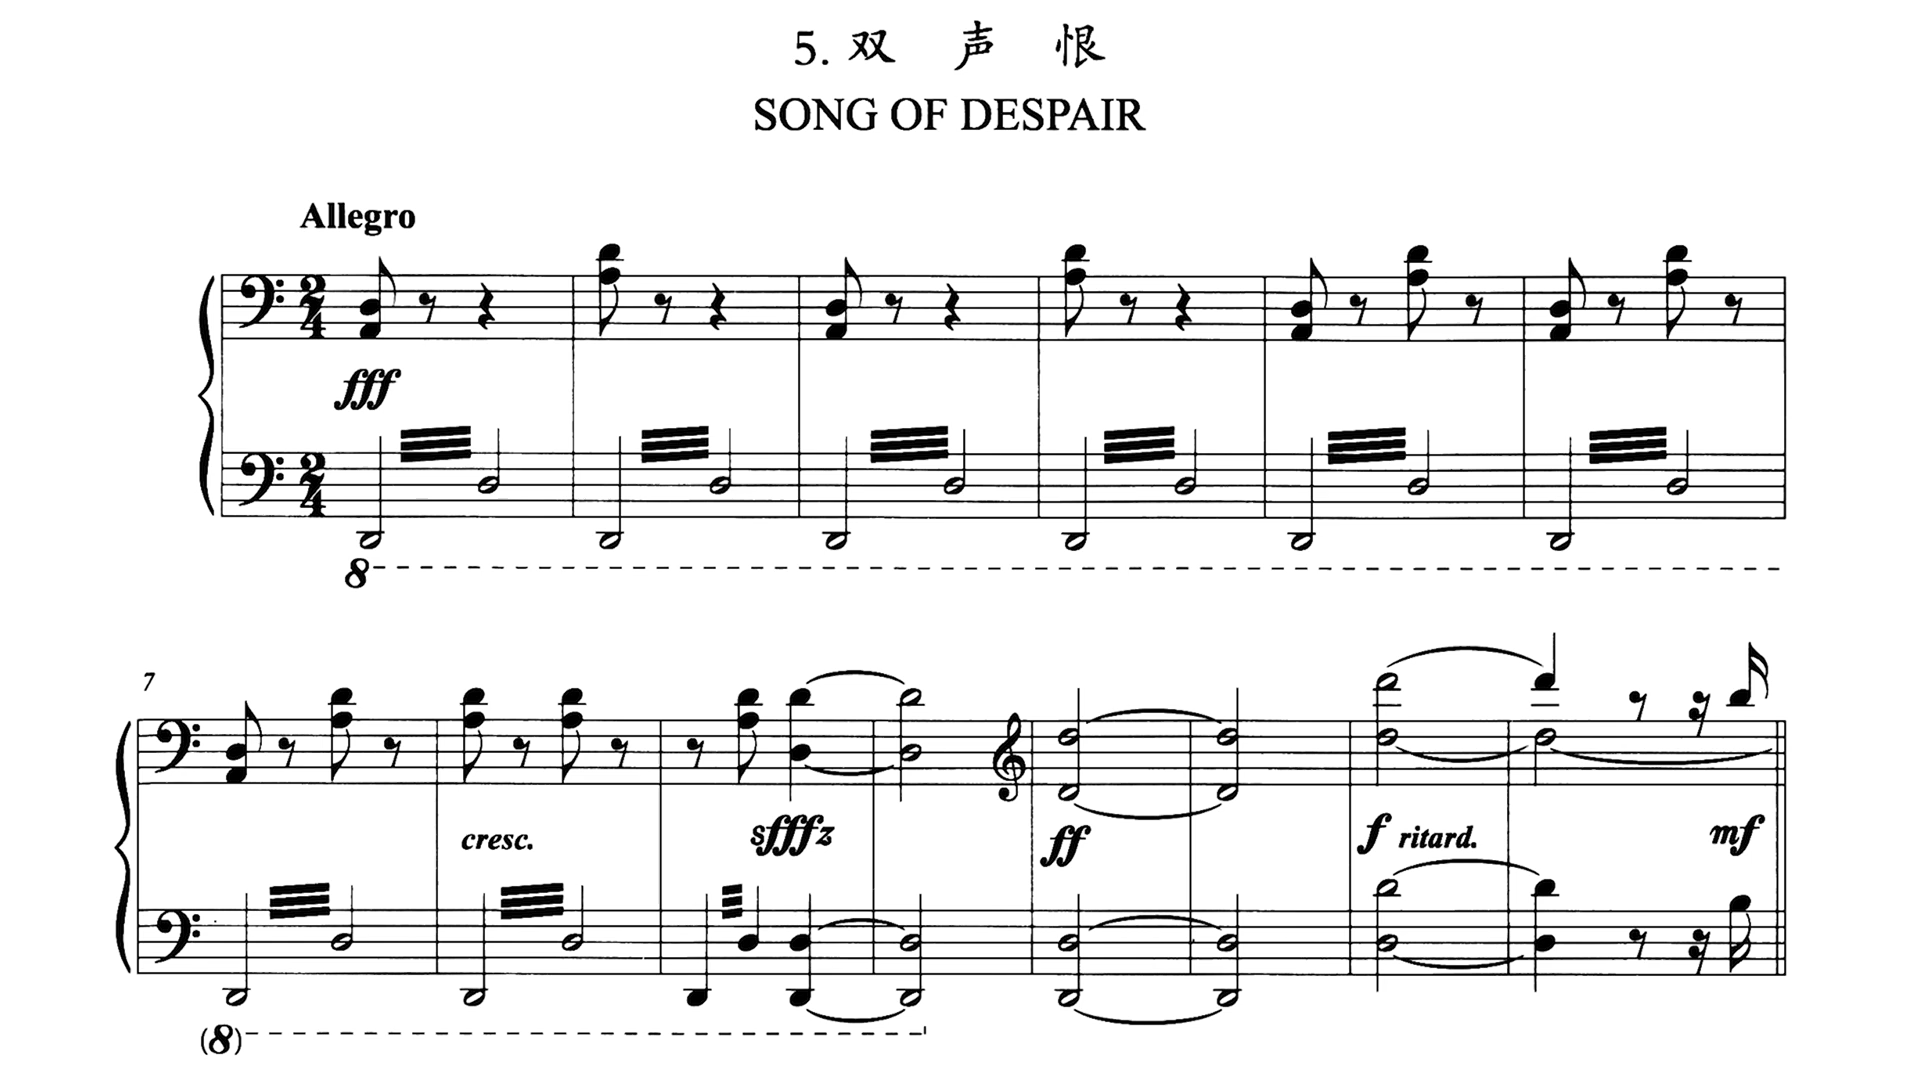 5. 双 声 恨
SONG OF DESPAIR
Allegro
fff
8
7
cresc.
sfffz
ff
f ritard.
mf
(8)